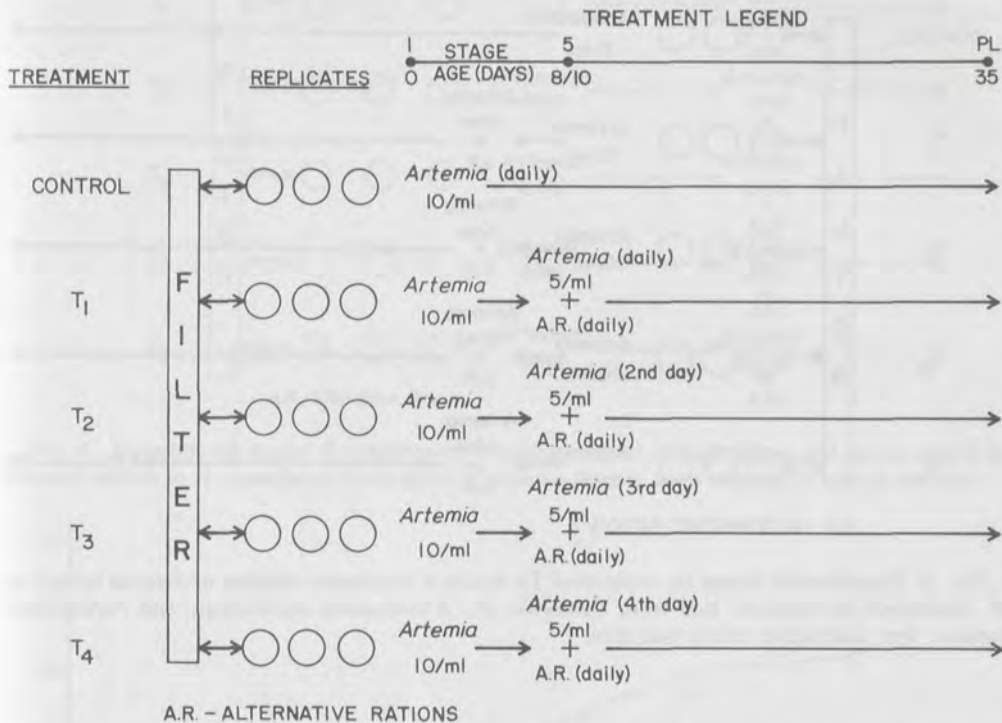 TREATMENT LEGEND
1 STAGE 5 PL
TREATMENT REPLICATES 0 AGE (DAYS) 8/10 35
CONTROL Artemia (daily)
10/ml
FILTER
Artemia (daily)
T1 Artemia 5/ml
10/ml +
A.R. (daily)
Artemia (2nd day)
T2 Artemia 5/ml
10/ml +
A.R. (daily)
Artemia (3rd day)
T3 Artemia 5/ml
10/ml +
A.R. (daily)
Artemia (4th day)
T4 Artemia 5/ml
10/ml +
A.R. (daily)
A.R. – ALTERNATIVE RATIONS